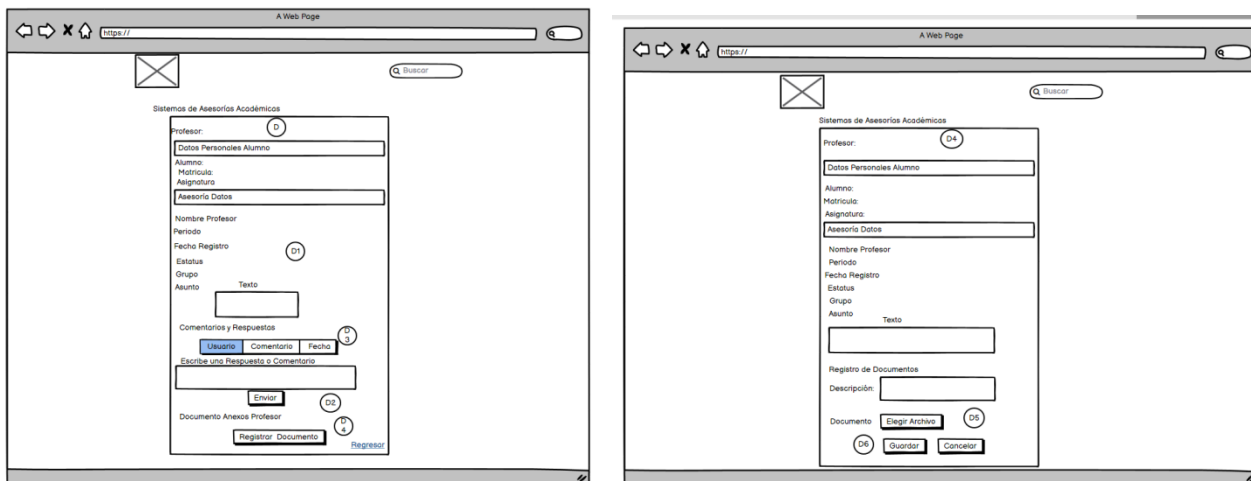 A Web Page
https://
Buscar
Sistemas de Asesorías Académicas
D
Profesor:
Datos Personales Alumno
Alumno:
Matricula:
Asignatura
Asesoría Datos
Nombre Profesor
Periodo
Fecha Registro
D1
Estatus
Grupo
Asunto
Texto
Comentarios y Respuestas
D
3
Usuario Comentario Fecha
Escribe una Respuesta o Comentario
Enviar
D2
Documento Anexos Profesor
D
4
Registrar Documento
Regresar
A Web Page
https://
Buscar
Sistemas de Asesorías Académicas
D4
Profesor:
Datos Personales Alumno
Alumno:
Matricula:
Asignatura:
Asesoría Datos
Nombre Profesor
Periodo
Fecha Registro
Estatus
Grupo
Asunto
Texto
Registro de Documentos
Descripción:
Documento Elegir Archivo D5
D6 Guardar Cancelar